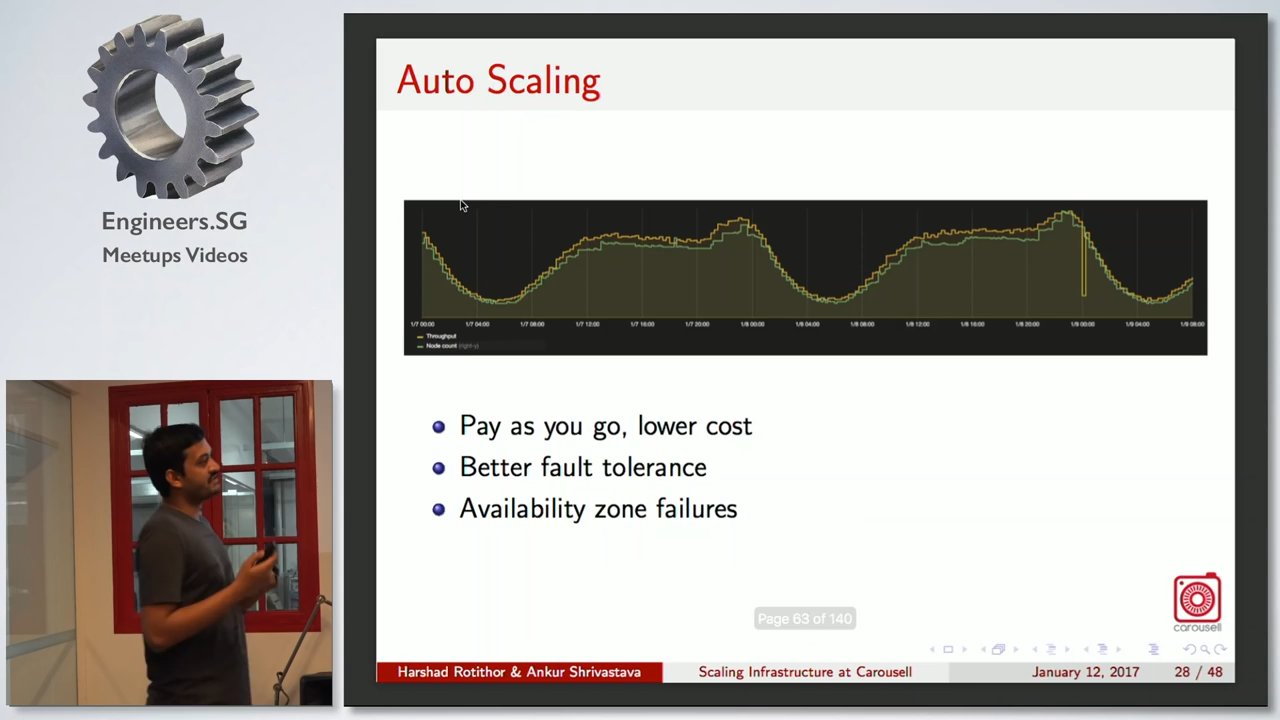 Engineers.SG
Meetups Videos
Auto Scaling
1/7 00:00 1/7 04:00 1/7 08:00 1/7 12:00 1/7 16:00 1/7 20:00 1/8 00:00 1/8 04:00 1/8 08:00 1/8 12:00 1/8 16:00 1/8 20:00 1/9 00:00 1/9 04:00 1/9 08:00
Throughput
Node count (right-y)
Pay as you go, lower cost
Better fault tolerance
Availability zone failures
carousell
Page 63 of 140
Harshad Rotithor & Ankur Shrivastava Scaling Infrastructure at Carousell January 12, 2017 28 / 48